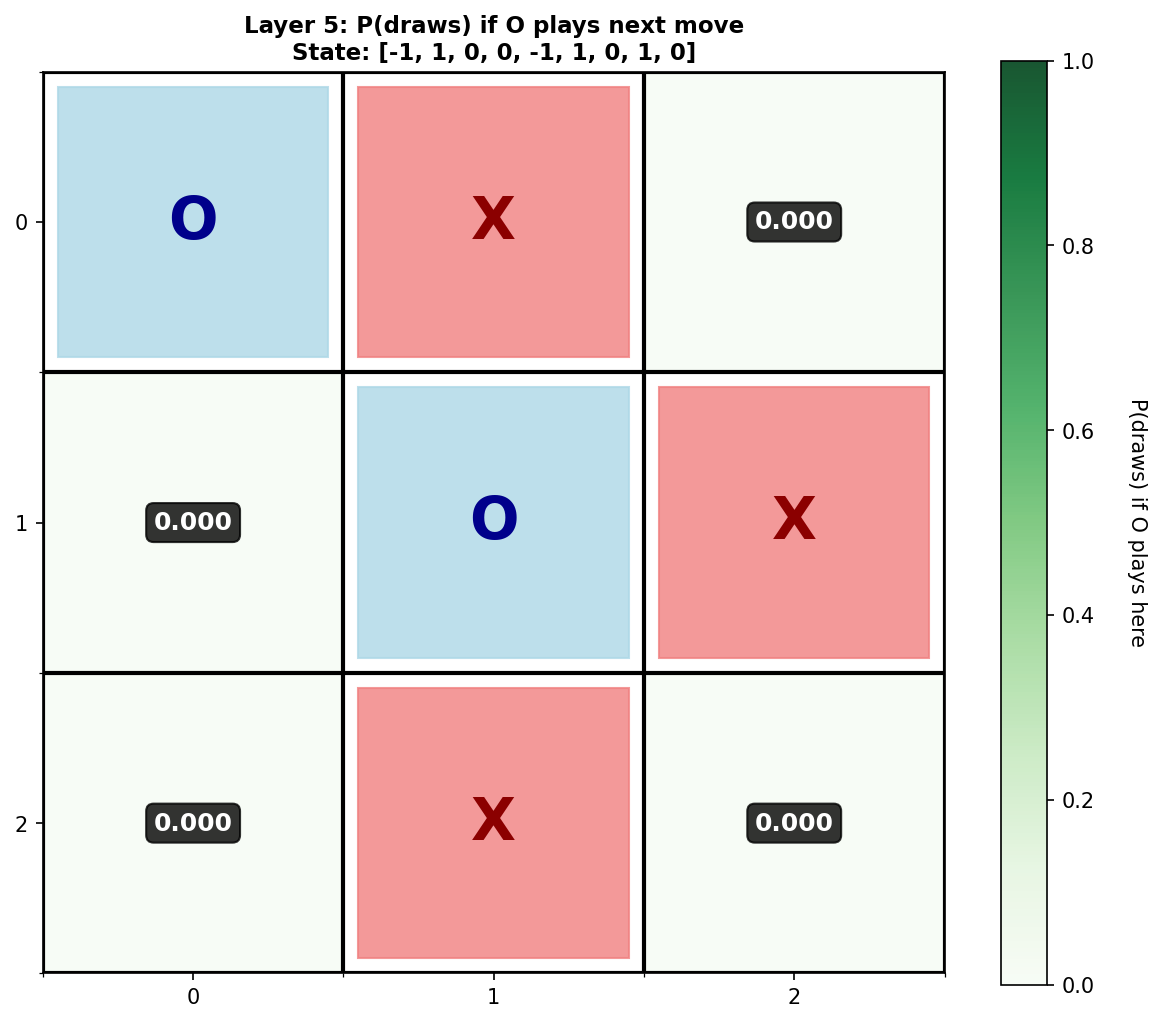 Layer 5: P(draws) if O plays next move
State: [-1, 1, 0, 0, -1, 1, 0, 1, 0]
O X 0.000
0.000 O X
0.000 X 0.000
0
1
2
0 1 2
1.0
0.8
0.6
0.4
0.2
0.0
P(draws) if O plays here